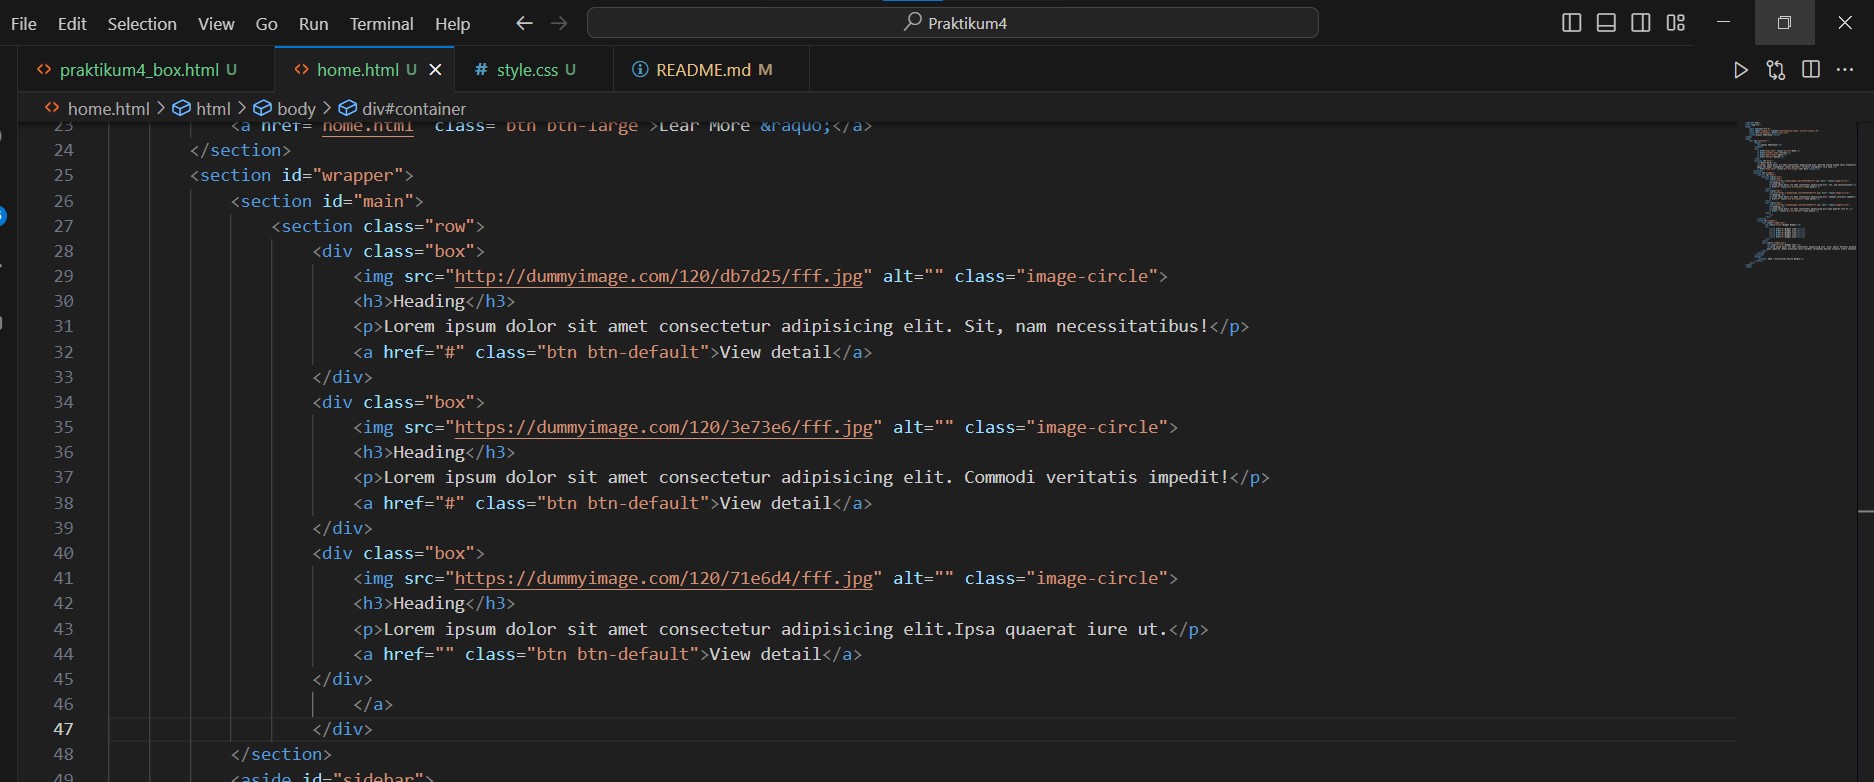 File Edit Selection View Go Run Terminal Help Praktikum4
praktikum4_box.html U home.html U style.css U README.md M
home.html > html > body > div#container
23 <a href="home.html" class="btn btn-large">Lear More &raquo;</a>
24 </section>
25 <section id="wrapper">
26 <section id="main">
27 <section class="row">
28 <div class="box">
29 <img src="http://dummyimage.com/120/db7d25/fff.jpg" alt="" class="image-circle">
30 <h3>Heading</h3>
31 <p>Lorem ipsum dolor sit amet consectetur adipisicing elit. Sit, nam necessitatibus!</p>
32 <a href="#" class="btn btn-default">View detail</a>
33 </div>
34 <div class="box">
35 <img src="https://dummyimage.com/120/3e73e6/fff.jpg" alt="" class="image-circle">
36 <h3>Heading</h3>
37 <p>Lorem ipsum dolor sit amet consectetur adipisicing elit. Commodi veritatis impedit!</p>
38 <a href="#" class="btn btn-default">View detail</a>
39 </div>
40 <div class="box">
41 <img src="https://dummyimage.com/120/71e6d4/fff.jpg" alt="" class="image-circle">
42 <h3>Heading</h3>
43 <p>Lorem ipsum dolor sit amet consectetur adipisicing elit.Ipsa quaerat iure ut.</p>
44 <a href="" class="btn btn-default">View detail</a>
45 </div>
46 </a>
47 </div>
48 </section>
49 <aside id="sidebar">